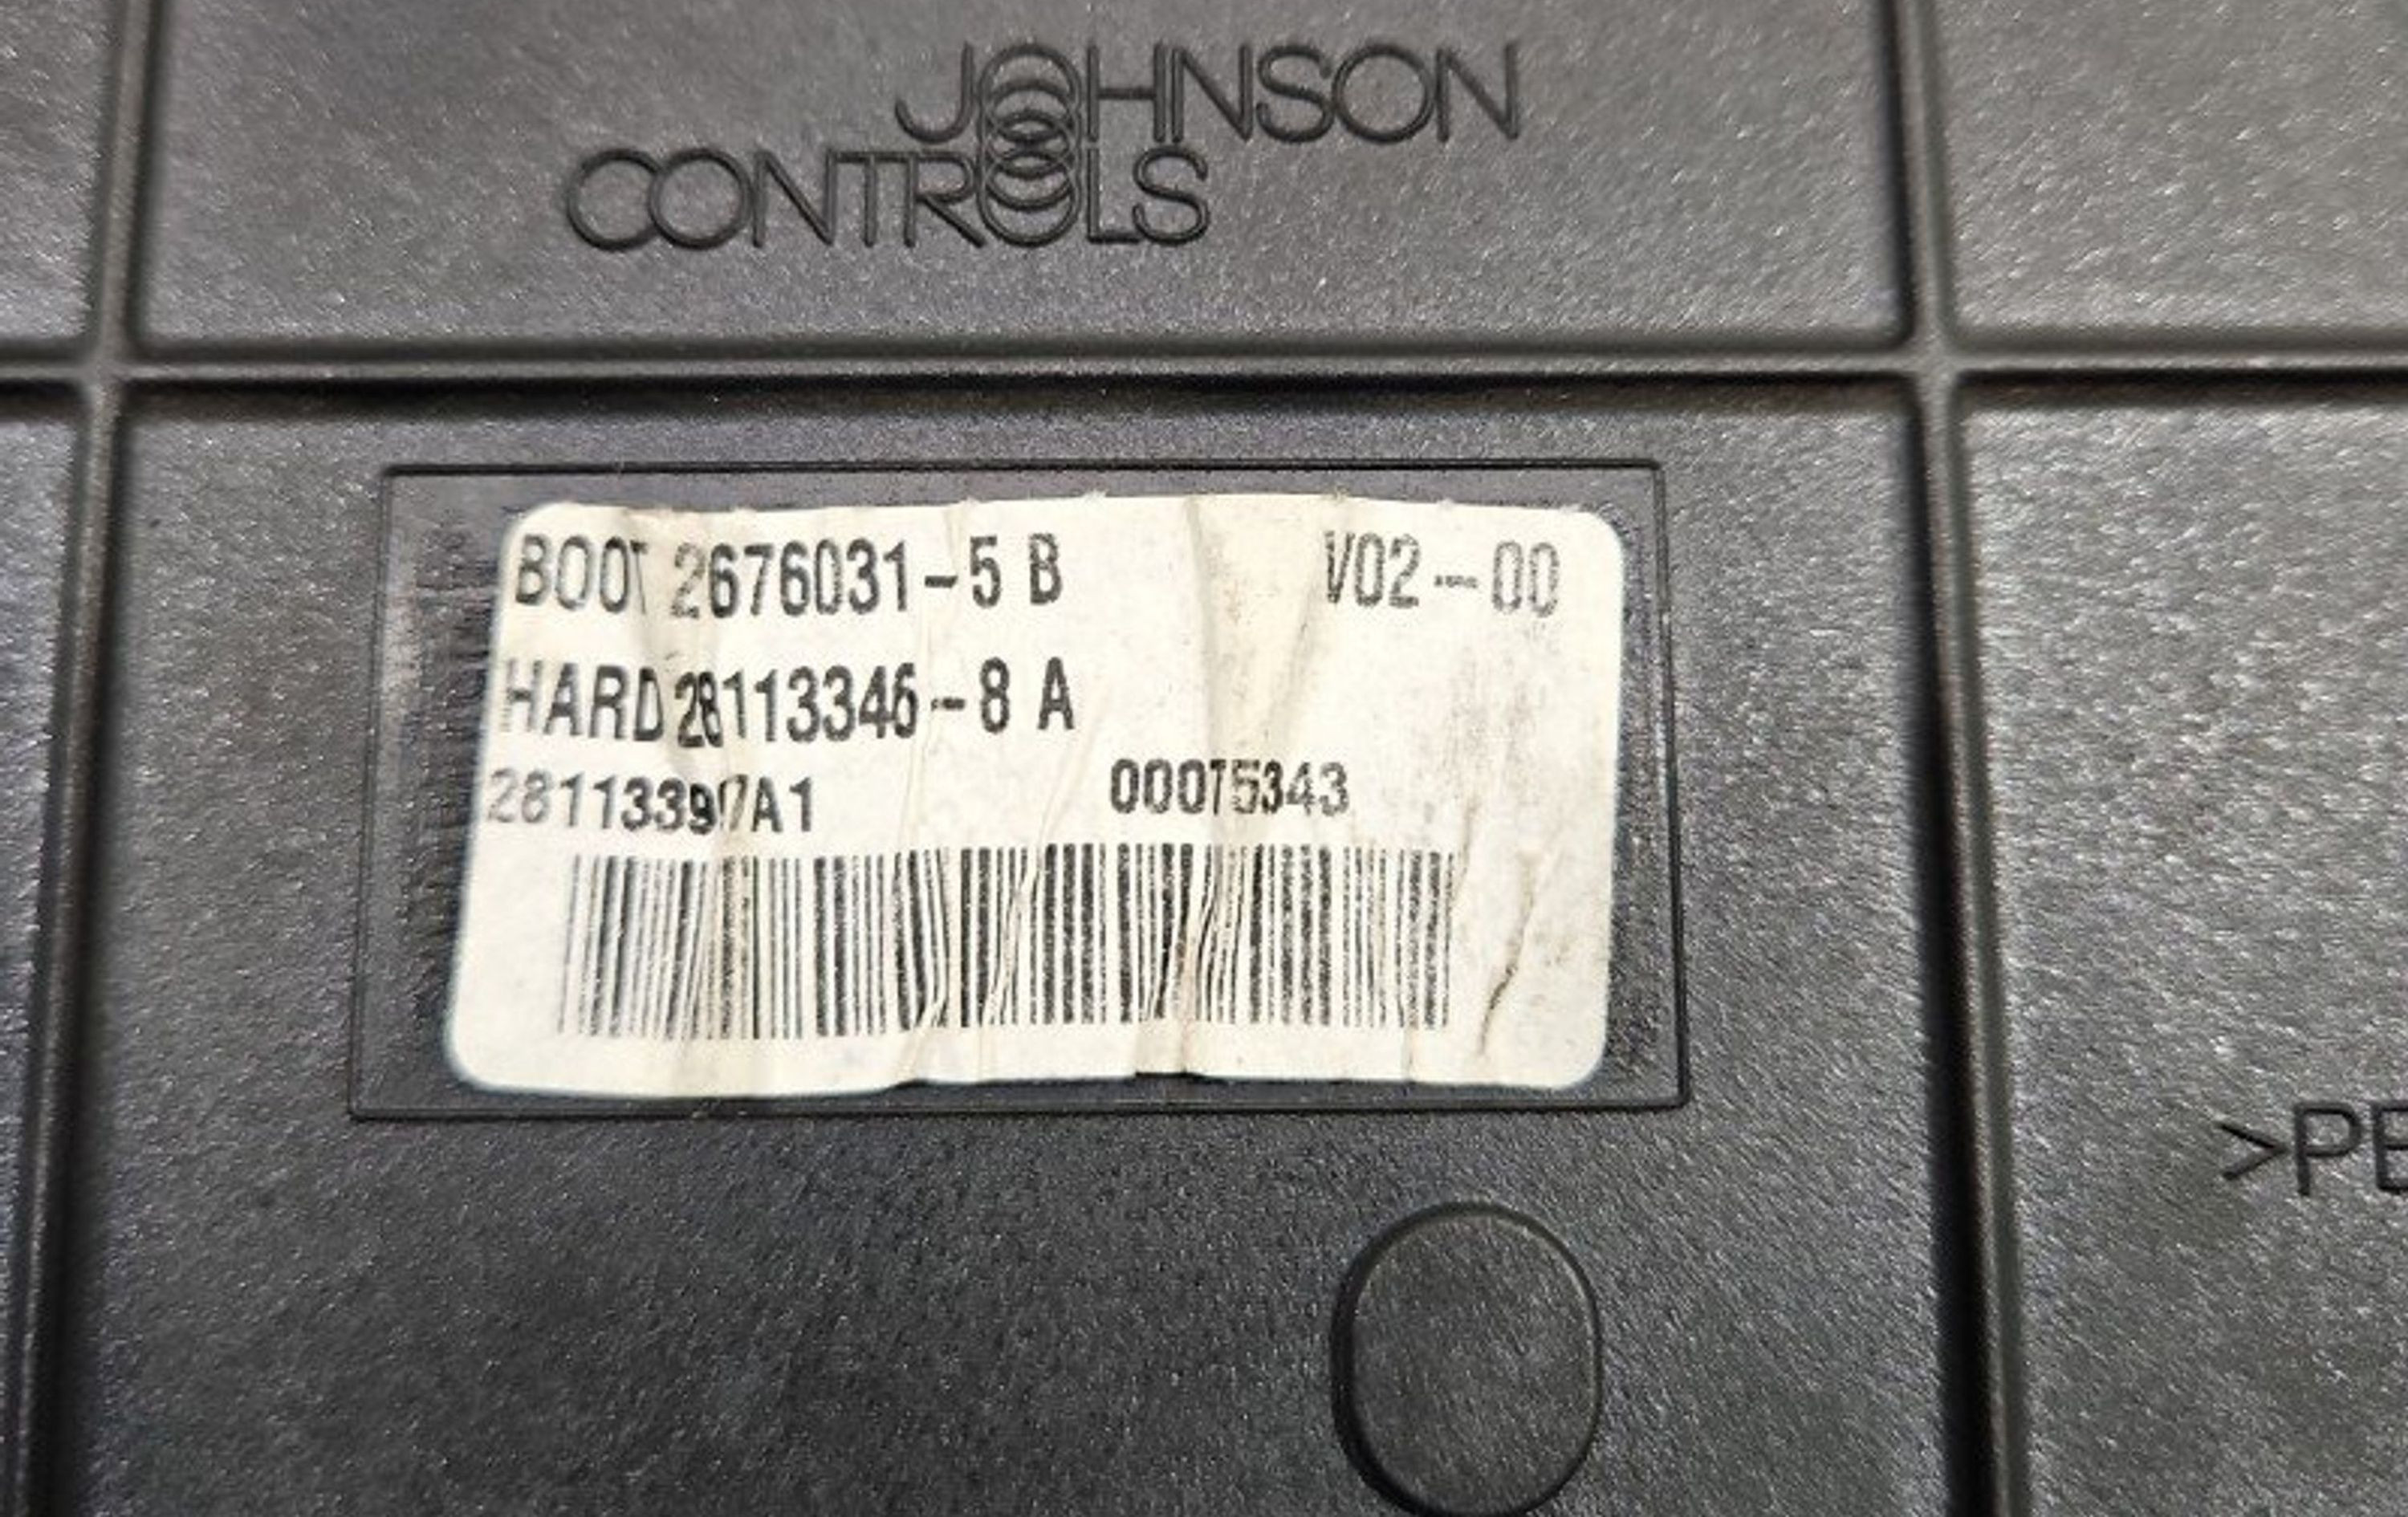 JOHNSON
CONTROLS
BOOT 2676031-5 B V02-00
HARD 28113346-8 A
00075343